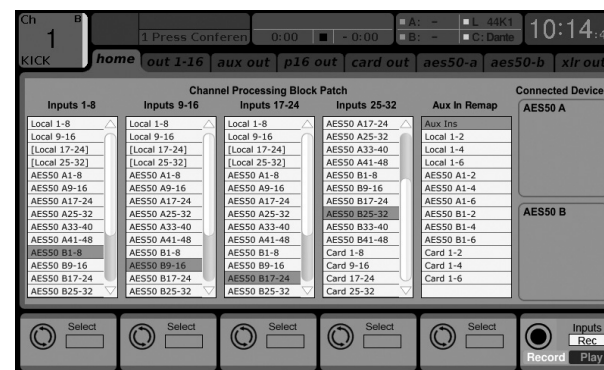 Ch B
1
KICK
1 Press Conferen 0:00 - 0:00
A: - L 44K1
B: - C: Dante
10:14
home out 1-16 aux out p16 out card out aes50-a aes50-b xlr out
Channel Processing Block Patch
Connected Device
Inputs 1-8
Local 1-8
Local 9-16
[Local 17-24]
[Local 25-32]
AES50 A1-8
AES50 A9-16
AES50 A17-24
AES50 A25-32
AES50 A33-40
AES50 A41-48
AES50 B1-8
AES50 B9-16
AES50 B17-24
AES50 B25-32
Inputs 9-16
Local 1-8
Local 9-16
[Local 17-24]
[Local 25-32]
AES50 A1-8
AES50 A9-16
AES50 A17-24
AES50 A25-32
AES50 A33-40
AES50 A41-48
AES50 B1-8
AES50 B9-16
AES50 B17-24
AES50 B25-32
Inputs 17-24
Local 1-8
Local 9-16
[Local 17-24]
[Local 25-32]
AES50 A1-8
AES50 A9-16
AES50 A17-24
AES50 A25-32
AES50 A33-40
AES50 A41-48
AES50 B1-8
AES50 B9-16
AES50 B17-24
AES50 B25-32
Inputs 25-32
AES50 A17-24
AES50 A25-32
AES50 A33-40
AES50 A41-48
AES50 B1-8
AES50 B9-16
AES50 B17-24
AES50 B25-32
AES50 B33-40
AES50 B41-48
Card 1-8
Card 9-16
Card 17-24
Card 25-32
Aux In Remap
Aux Ins
Local 1-2
Local 1-4
Local 1-6
AES50 A1-2
AES50 A1-4
AES50 A1-6
AES50 B1-2
AES50 B1-4
AES50 B1-6
Card 1-2
Card 1-4
Card 1-6
AES50 A
AES50 B
Select
Select
Select
Select
Select
Inputs
Rec
Record Play